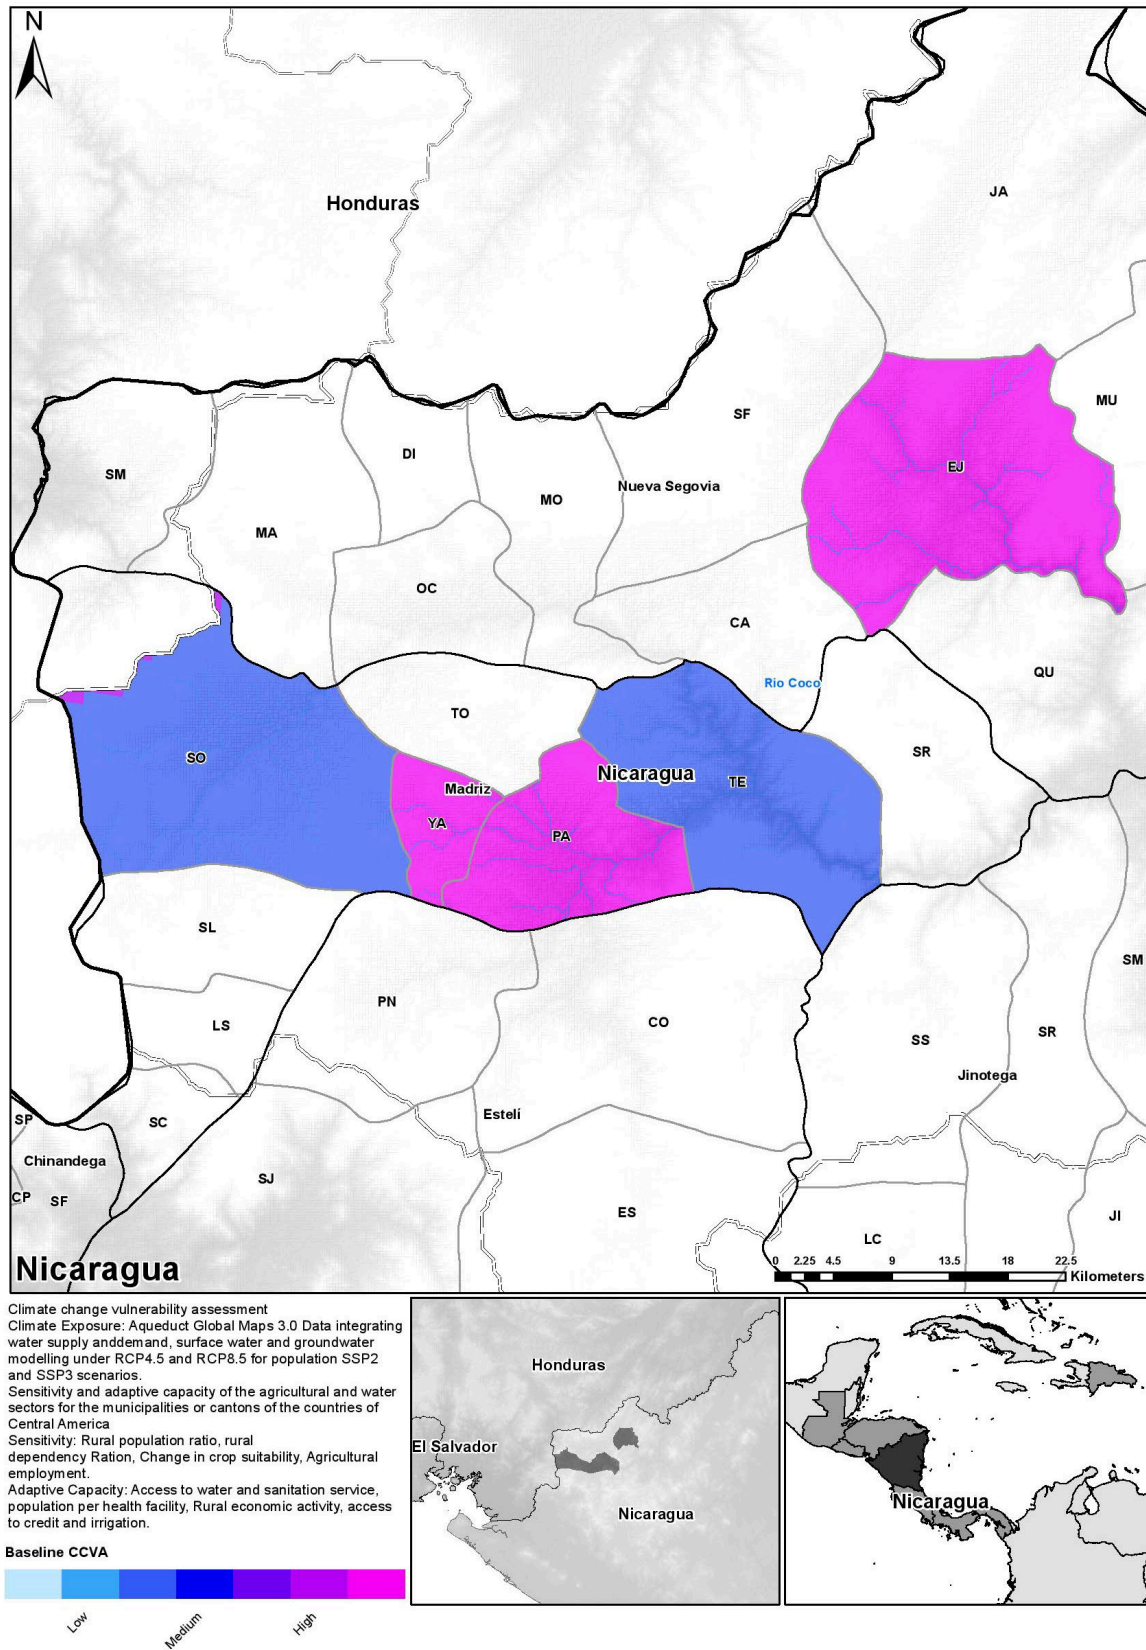 N
JA
Honduras
MU
SF
DI
EJ
SM
Nueva Segovia
MO
MA
OC
CA
QU
Rio Coco
TO
SR
SO
Nicaragua
TE
Madriz
YA
PA
SL
SM
PN
CO
LS
SR
SS
Jinotega
SP
SC
Estelí
Chinandega
SJ
CP
SF
ES
JI
LC
Nicaragua
0 2.25 4.5 9 13.5 18 22.5
Kilometers
Climate change vulnerability assessment
Climate Exposure: Aqueduct Global Maps 3.0 Data integrating
water supply anddemand, surface water and groundwater
modelling under RCP4.5 and RCP8.5 for population SSP2
and SSP3 scenarios.
Sensitivity and adaptive capacity of the agricultural and water
sectors for the municipalities or cantons of the countries of
Central America
Sensitivity: Rural population ratio, rural
dependency Ration, Change in crop suitability, Agricultural
employment.
Adaptive Capacity: Access to water and sanitation service,
population per health facility, Rural economic activity, access
to credit and irrigation.
Baseline CCVA
Low
Medium
High
Honduras
El Salvador
Nicaragua
Nicaragua